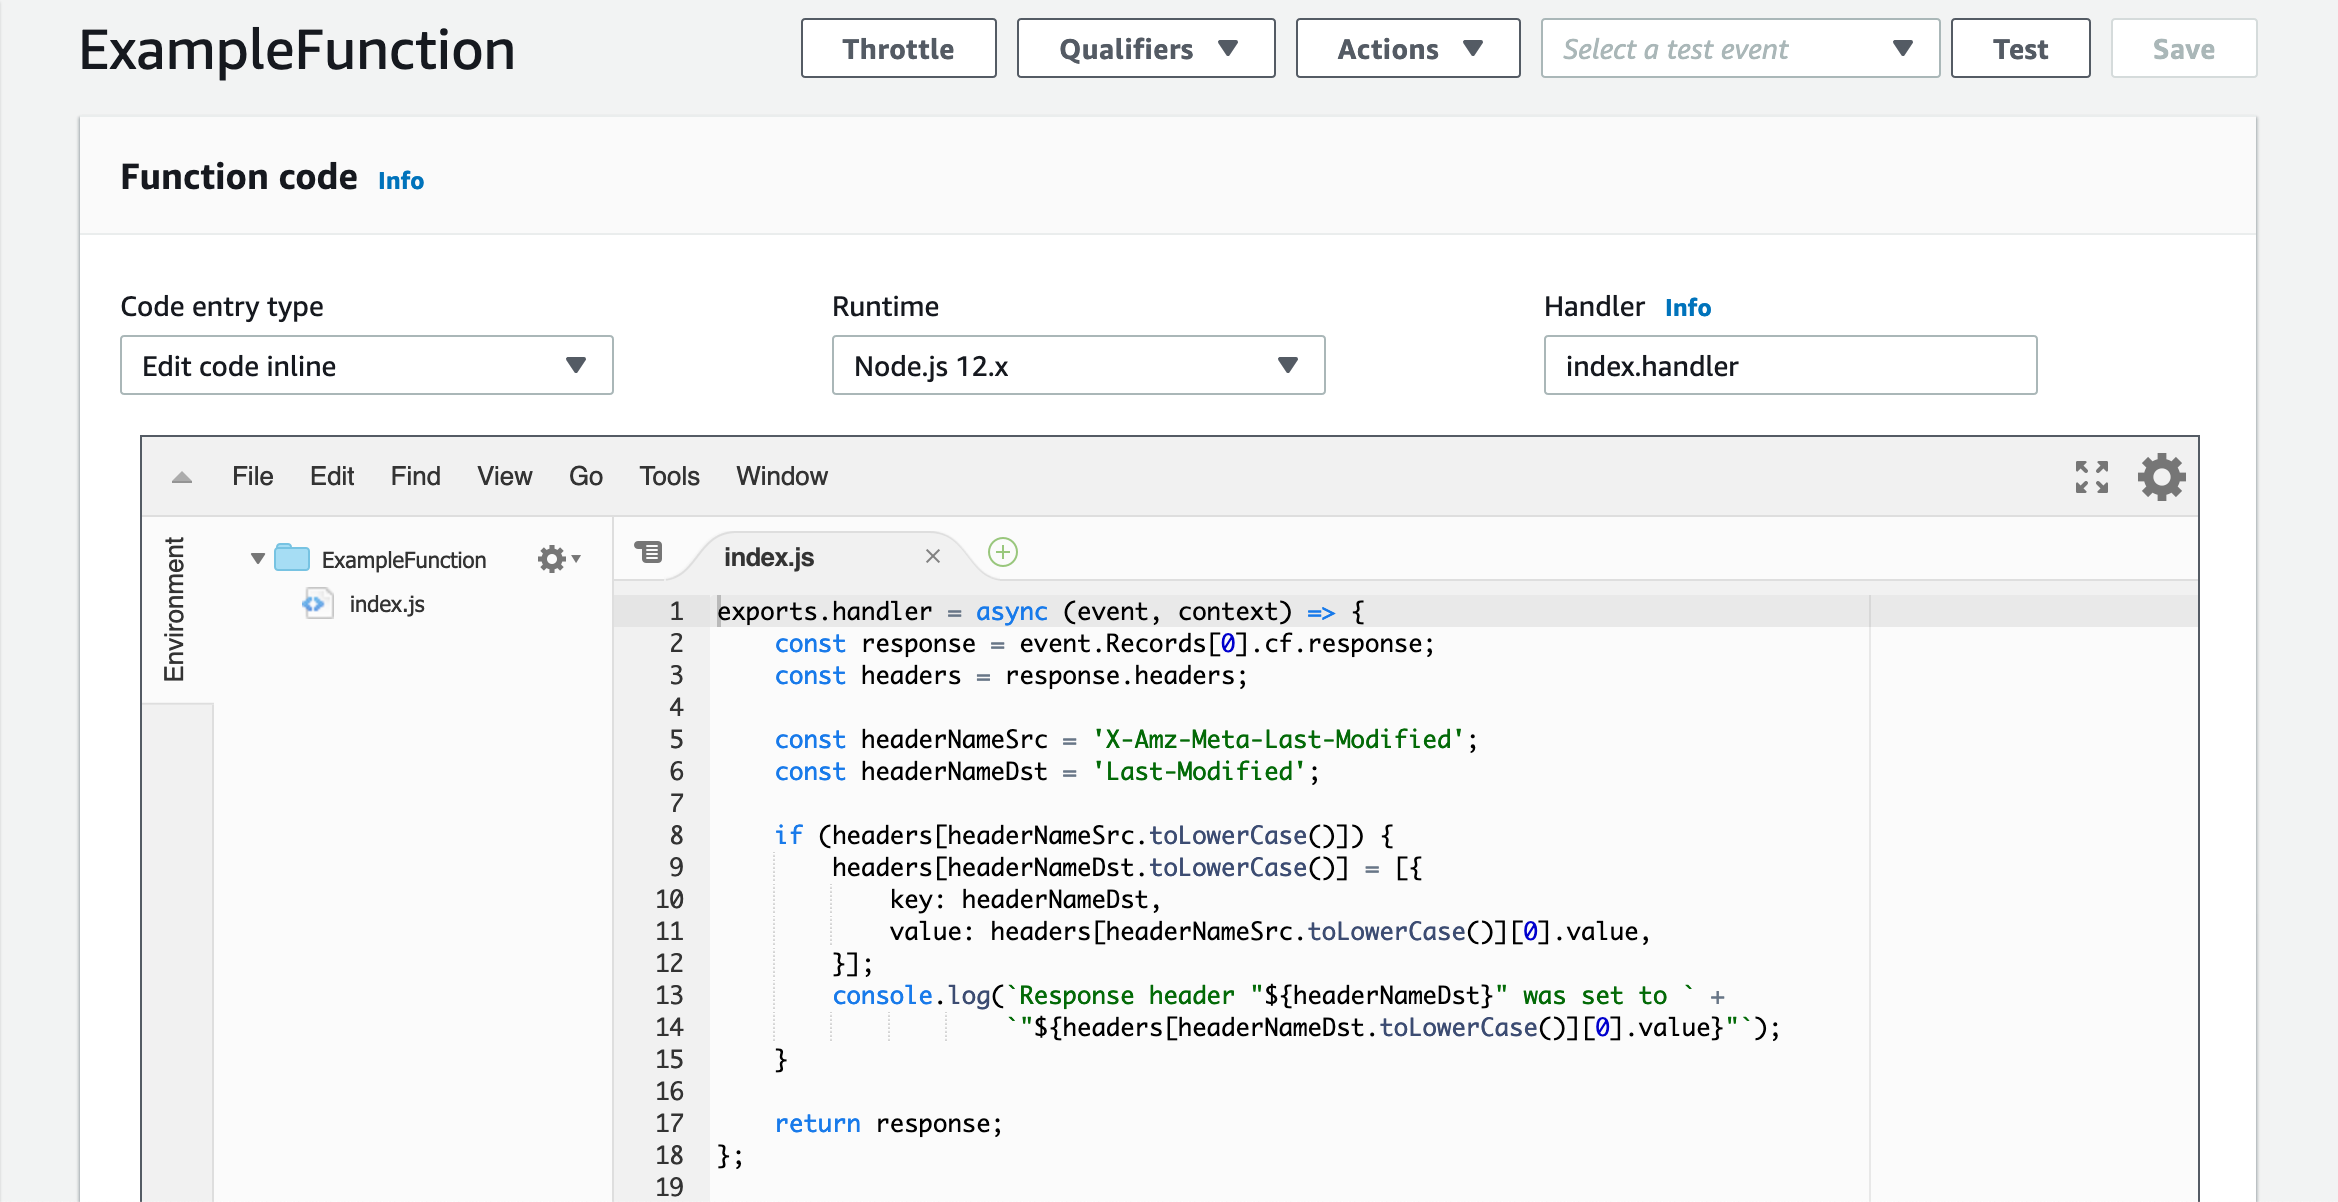 ExampleFunction
Throttle
Qualifiers
Actions
Select a test event
Test
Save
Function code Info
Code entry type
Edit code inline
Runtime
Node.js 12.x
Handler Info
index.handler
File Edit Find View Go Tools Window
Environment
ExampleFunction
index.js
index.js
1 exports.handler = async (event, context) => {
2     const response = event.Records[0].cf.response;
3     const headers = response.headers;
4
5     const headerNameSrc = 'X-Amz-Meta-Last-Modified';
6     const headerNameDst = 'Last-Modified';
7
8     if (headers[headerNameSrc.toLowerCase()]) {
9         headers[headerNameDst.toLowerCase()] = [{
10             key: headerNameDst,
11             value: headers[headerNameSrc.toLowerCase()][0].value,
12         }];
13         console.log(`Response header "${headerNameDst}" was set to ` +
14                     `"${headers[headerNameDst.toLowerCase()][0].value}"`);
15     }
16
17     return response;
18 };
19